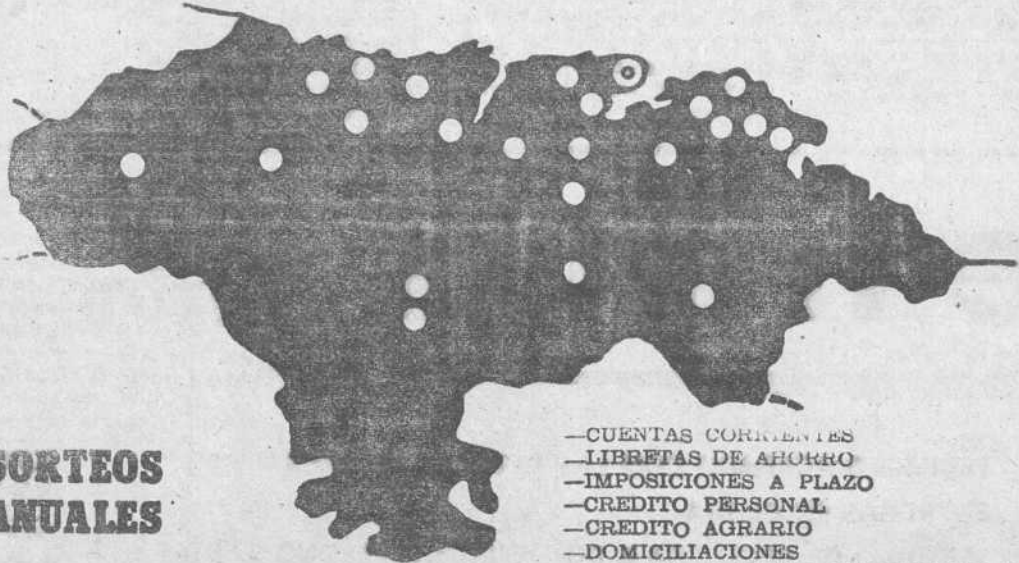 SORTEOS
ANUALES
—CUENTAS CORRIENTES
—LIBRETAS DE AHORRO
—IMPOSICIONES A PLAZO
—CREDITO PERSONAL
—CREDITO AGRARIO
—DOMICILIACIONES